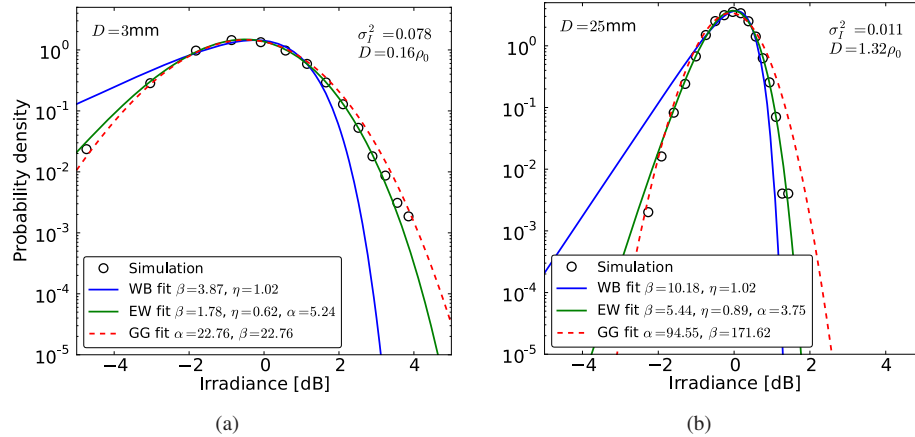 D=3mm
σ_I^2=0.078
D=0.16ρ_0
10^0
10^-1
10^-2
10^-3
10^-4
10^-5
Probability density
Simulation
WB fit β=3.87, η=1.02
EW fit β=1.78, η=0.62, α=5.24
GG fit α=22.76, β=22.76
−4 −2 0 2 4
Irradiance [dB]
(a)
D=25mm
σ_I^2=0.011
D=1.32ρ_0
10^0
10^-1
10^-2
10^-3
10^-4
10^-5
Simulation
WB fit β=10.18, η=1.02
EW fit β=5.44, η=0.89, α=3.75
GG fit α=94.55, β=171.62
−4 −2 0 2 4
Irradiance [dB]
(b)